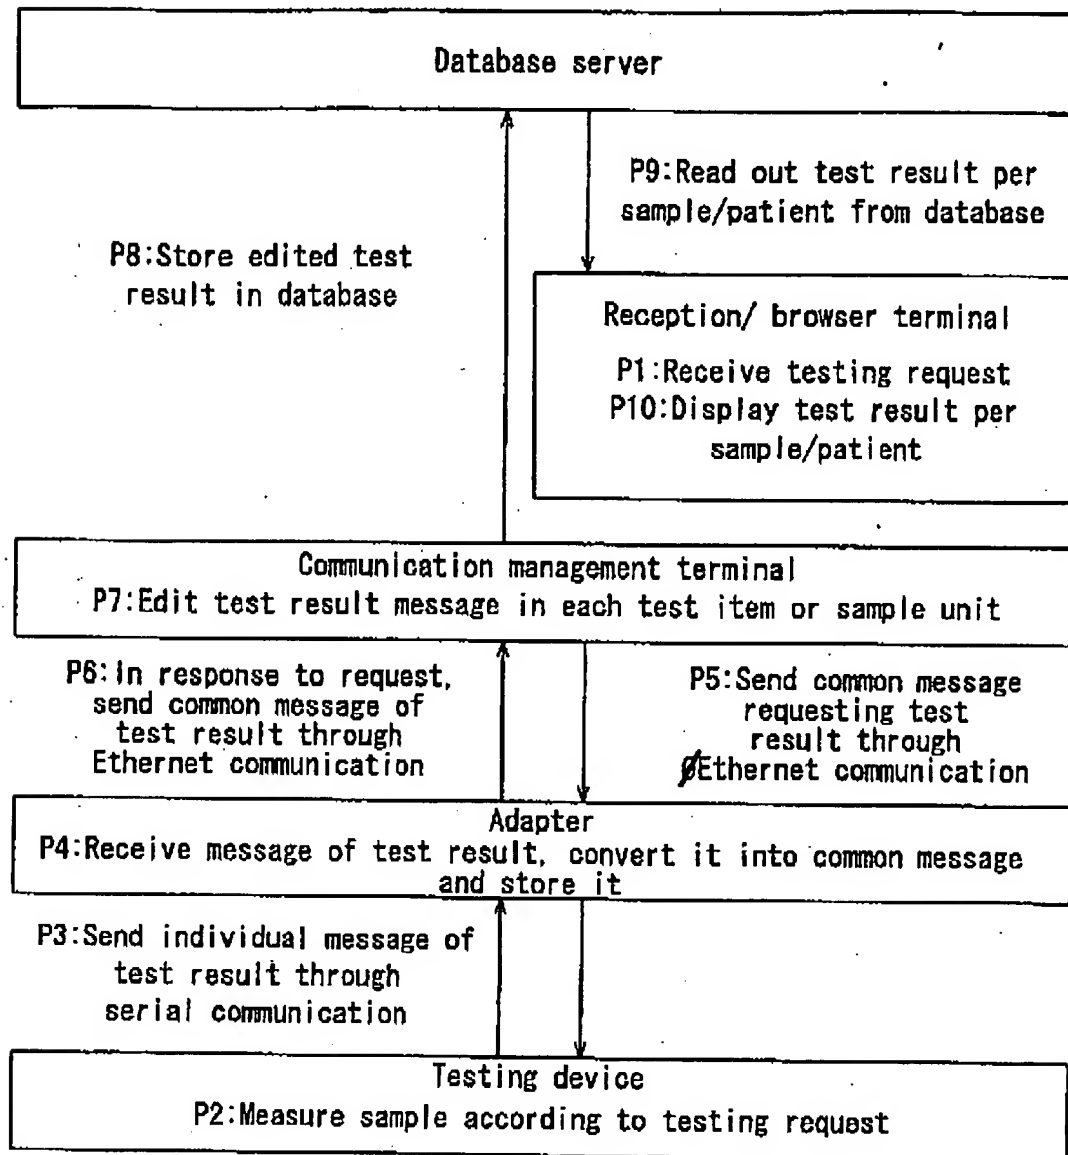 Database server
P9:Read out test result per
sample/patient from database
P8:Store edited test
result in database
Reception/ browser terminal
P1:Receive testing request
P10:Display test result per
sample/patient
Communication management terminal
P7:Edit test result message in each test item or sample unit
P6:In response to request,
send common message of
test result through
Ethernet communication
P5:Send common message
requesting test
result through
Ethernet communication
Adapter
P4:Receive message of test result, convert it into common message
and store it
P3:Send individual message of
test result through
serial communication
Testing device
P2:Measure sample according to testing request